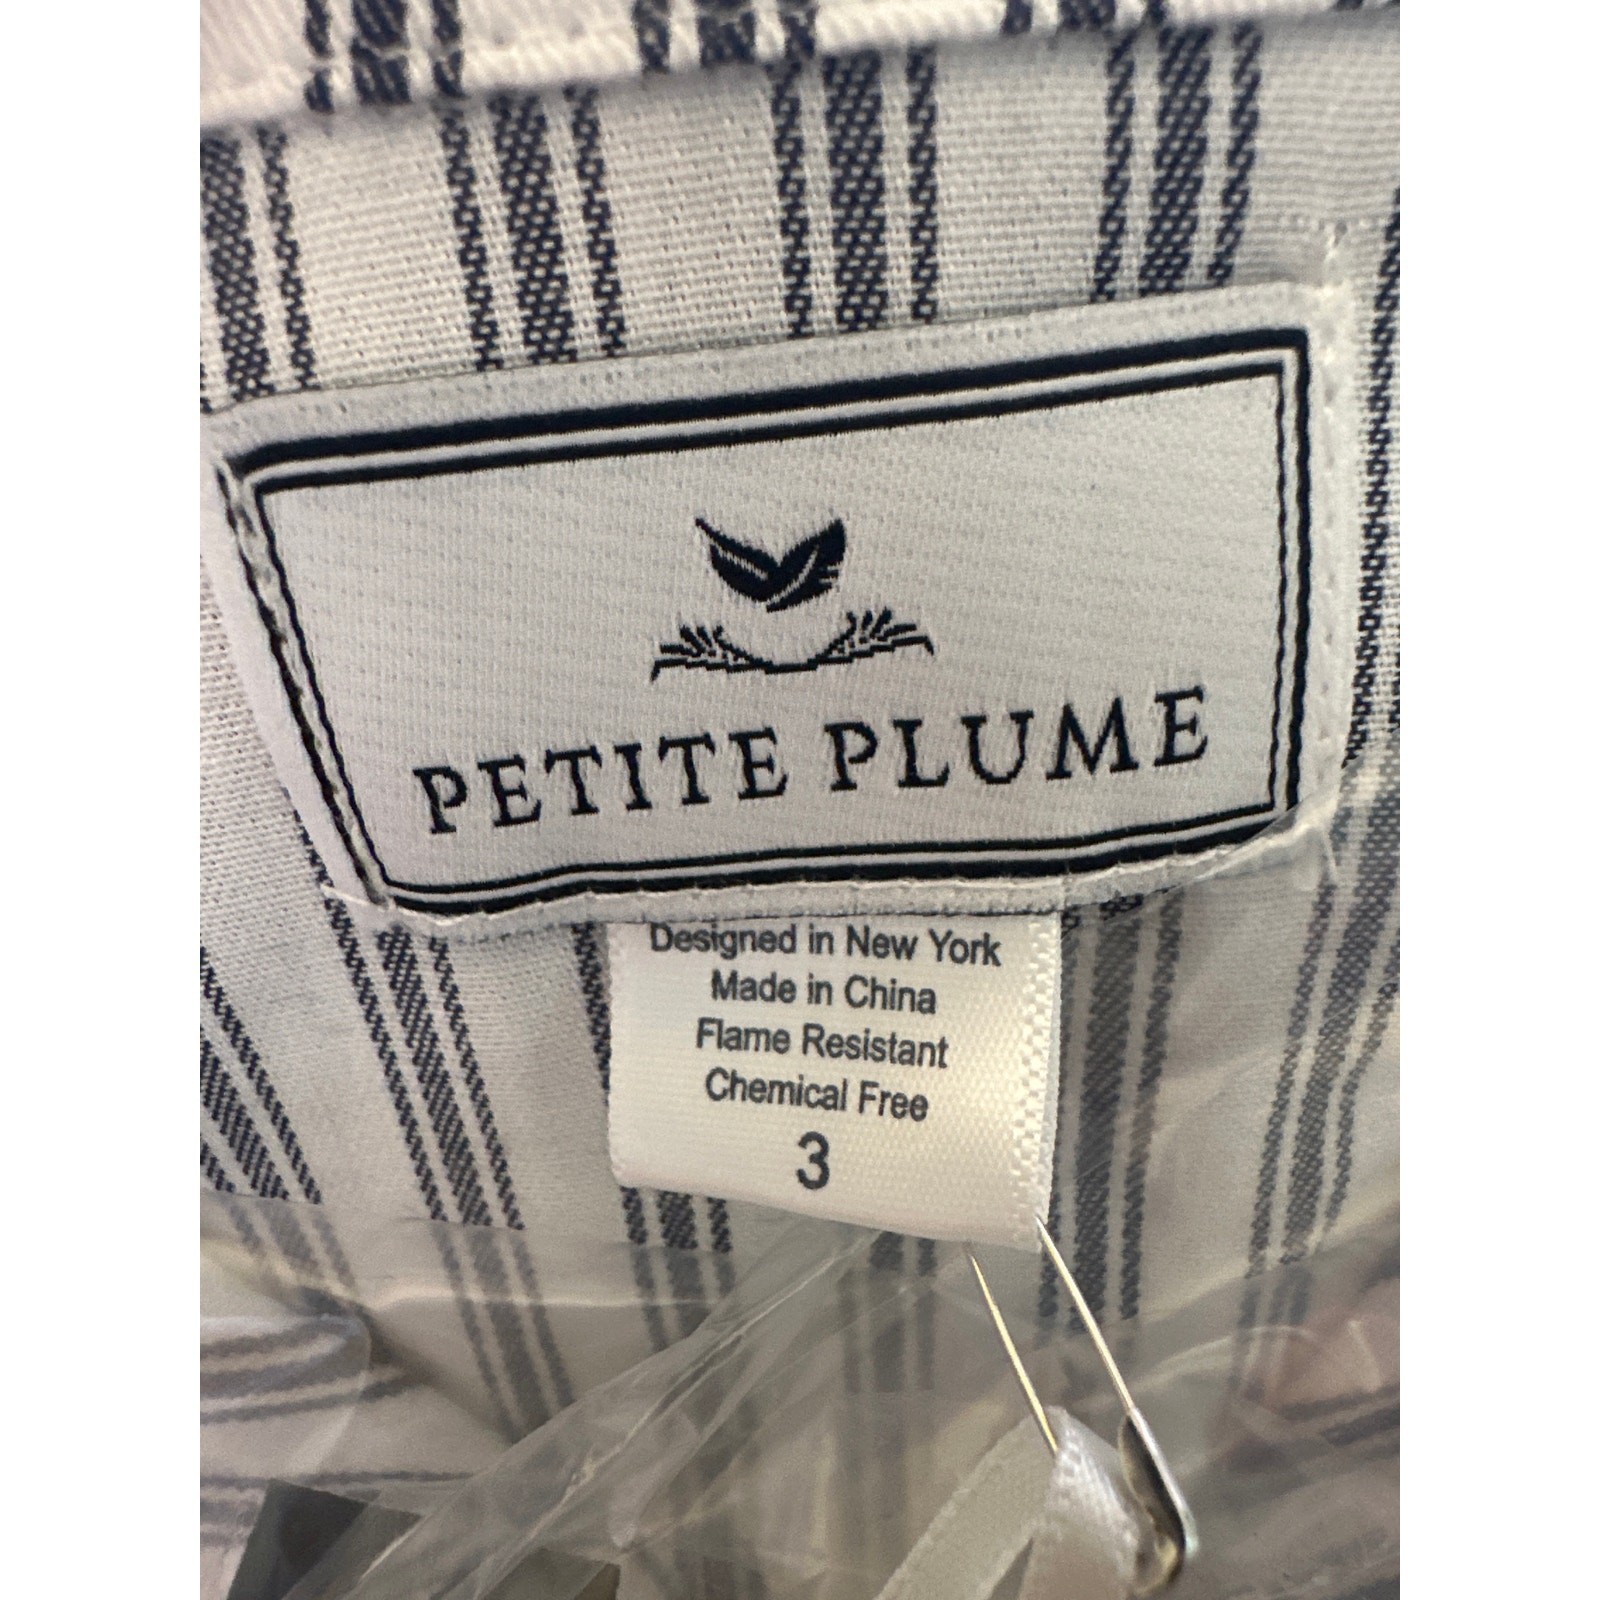 PETITE PLUME
Designed in New York
Made in China
Flame Resistant
Chemical Free
3